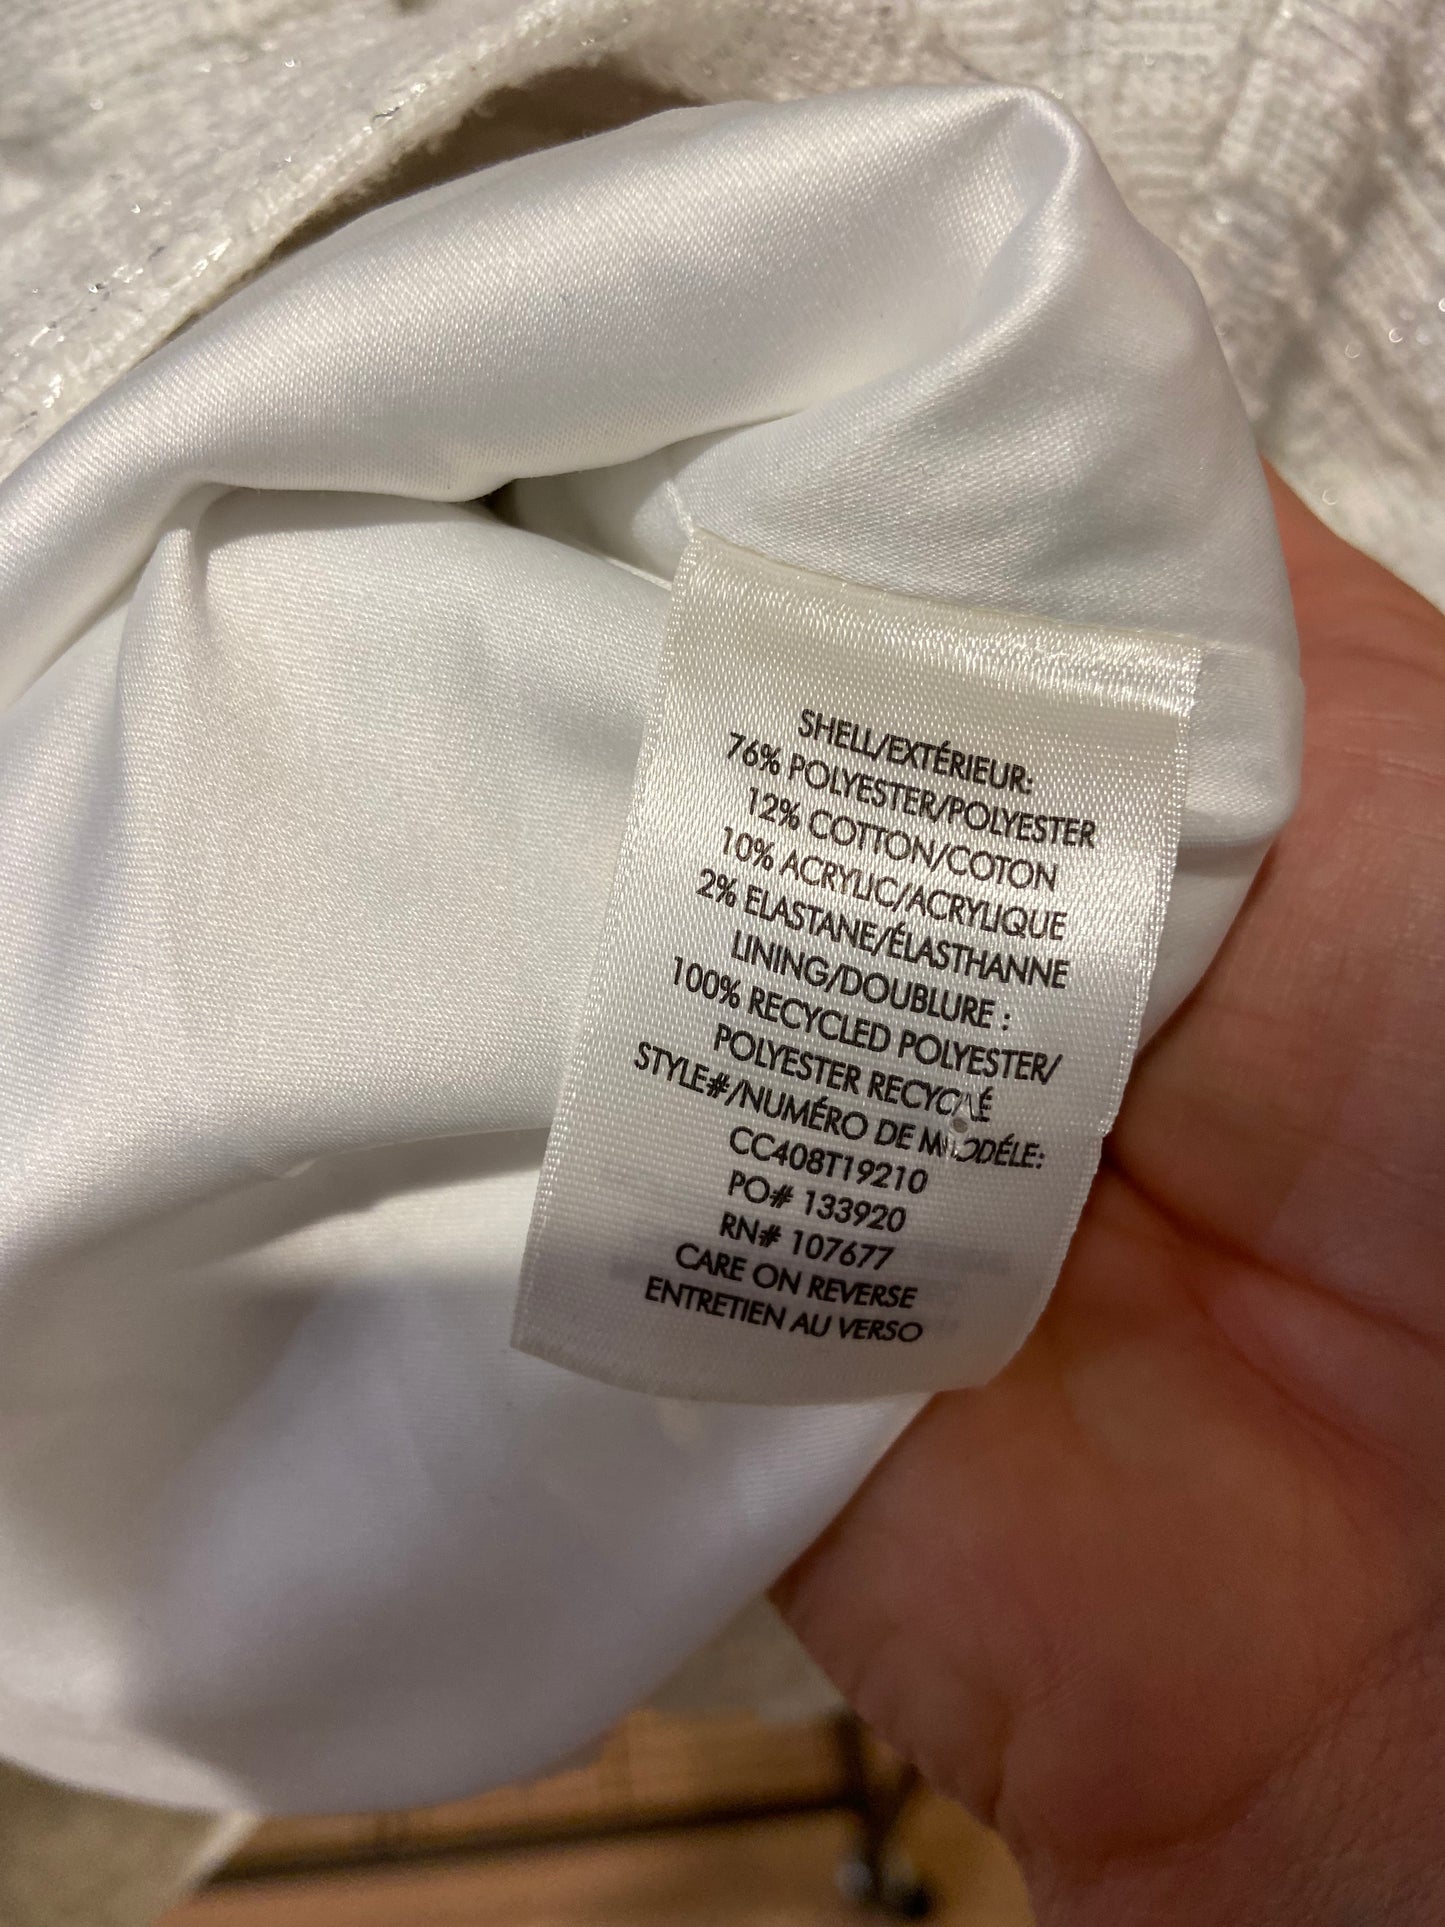 SHELL/EXTÉRIEUR:
76% POLYESTER/POLYESTER
12% COTTON/COTON
10% ACRYLIC/ACRYLIQUE
2% ELASTANE/ÉLASTHANNE
LINING/DOUBLURE :
100% RECYCLED POLYESTER/
POLYESTER RECYCLÉ
STYLE#/NUMÉRO DE MODÉLE:
CC408T19210
PO# 133920
RN# 107677
CARE ON REVERSE
ENTRETIEN AU VERSO